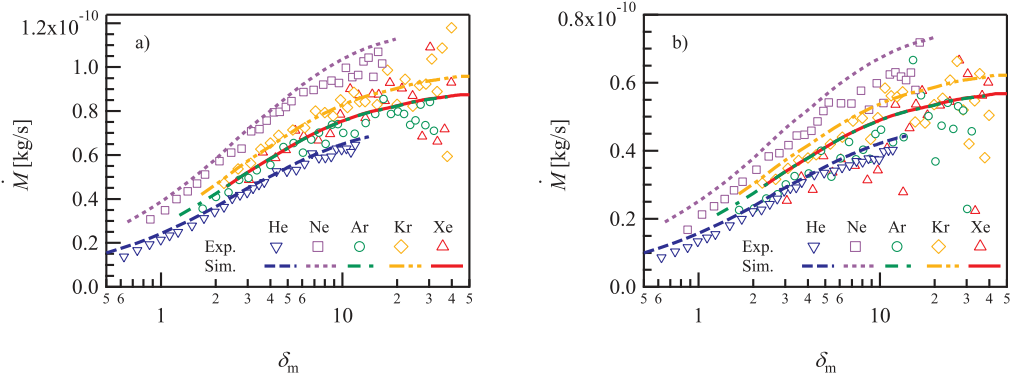 1.2x10⁻¹⁰
a)
1.0
0.8
Ṁ [kg/s]
0.6
0.4
0.2
0.0
He Ne Ar Kr Xe
Exp.
Sim.
5 6 2 3 4 5 6 2 3 4 5
1 10
δm
0.8x10⁻¹⁰
b)
0.6
Ṁ [kg/s]
0.4
0.2
0.0
He Ne Ar Kr Xe
Exp.
Sim.
5 6 2 3 4 5 6 2 3 4 5
1 10
δm